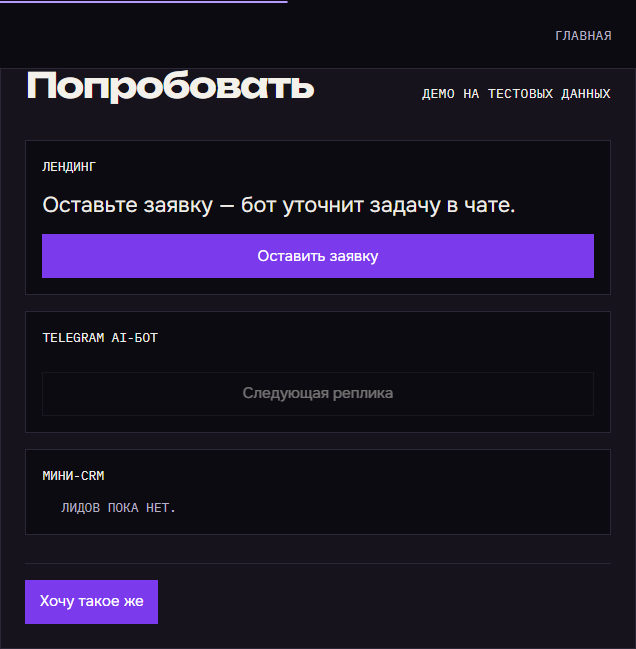 ГЛАВНАЯ
Попробовать
ДЕМО НА ТЕСТОВЫХ ДАННЫХ
ЛЕНДИНГ
Оставьте заявку — бот уточнит задачу в чате.
Оставить заявку
TELEGRAM AI-БОТ
Следующая реплика
МИНИ-CRM
ЛИДОВ ПОКА НЕТ.
Хочу такое же